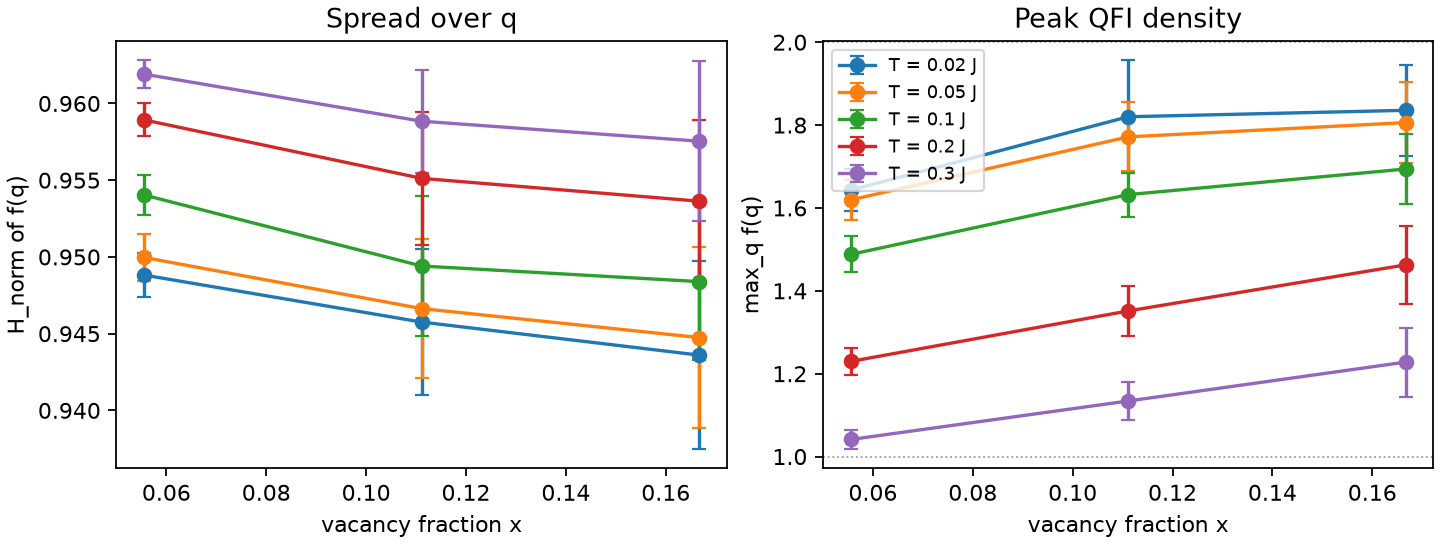 Spread over q
H_norm of f(q)
0.960
0.955
0.950
0.945
0.940
0.06 0.08 0.10 0.12 0.14 0.16
vacancy fraction x
Peak QFI density
max_q f(q)
2.0
1.8
1.6
1.4
1.2
1.0
T = 0.02 J
T = 0.05 J
T = 0.1 J
T = 0.2 J
T = 0.3 J
0.06 0.08 0.10 0.12 0.14 0.16
vacancy fraction x